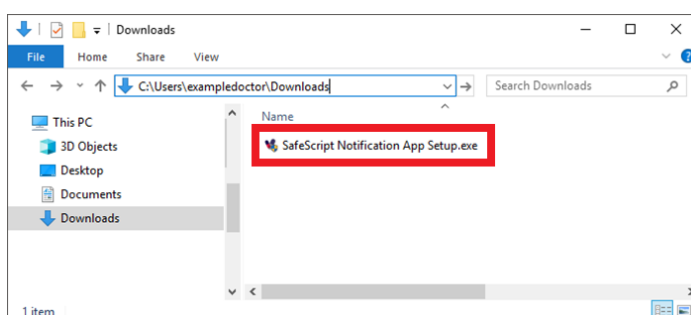 Downloads
File Home Share View
C:\Users\exampledoctor\Downloads Search Downloads
This PC
3D Objects
Desktop
Documents
Downloads
Name
SafeScript Notification App Setup.exe
1 item